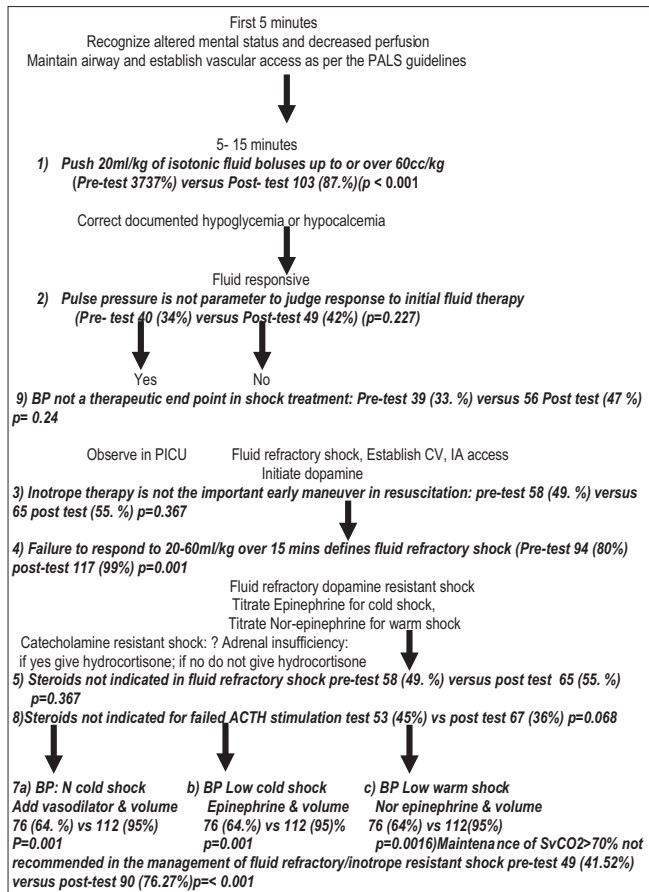 First 5 minutes
Recognize altered mental status and decreased perfusion
Maintain airway and establish vascular access as per the PALS guidelines
5- 15 minutes
1) Push 20ml/kg of isotonic fluid boluses up to or over 60cc/kg
(Pre-test 3737%) versus Post- test 103 (87.%)(p < 0.001
Correct documented hypoglycemia or hypocalcemia
Fluid responsive
2) Pulse pressure is not parameter to judge response to initial fluid therapy
(Pre- test 40 (34%) versus Post-test 49 (42%) (p=0.227)
Yes No
9) BP not a therapeutic end point in shock treatment: Pre-test 39 (33. %) versus 56 Post test (47 %)
p= 0.24
Observe in PICU Fluid refractory shock, Establish CV, IA access
Initiate dopamine
3) Inotrope therapy is not the important early maneuver in resuscitation: pre-test 58 (49. %) versus
65 post test (55. %) p=0.367
4) Failure to respond to 20-60ml/kg over 15 mins defines fluid refractory shock (Pre-test 94 (80%)
post-test 117 (99%) p=0.001
Fluid refractory dopamine resistant shock
Titrate Epinephrine for cold shock,
Titrate Nor-epinephrine for warm shock
Catecholamine resistant shock: ? Adrenal insufficiency:
if yes give hydrocortisone; if no do not give hydrocortisone
5) Steroids not indicated in fluid refractory shock pre-test 58 (49. %) versus post test 65 (55. %)
p=0.367
8)Steroids not indicated for failed ACTH stimulation test 53 (45%) vs post test 67 (36%) p=0.068
7a) BP: N cold shock b) BP Low cold shock c) BP Low warm shock
Add vasodilator & volume Epinephrine & volume Nor epinephrine & volume
76 (64. %) vs 112 (95%) 76 (64.%) vs 112 (95)% 76 (64%) vs 112(95%)
P=0.001 p=0.001 p=0.0016)Maintenance of SvCO2>70% not
recommended in the management of fluid refractory/inotrope resistant shock pre-test 49 (41.52%)
versus post-test 90 (76.27%)p=< 0.001